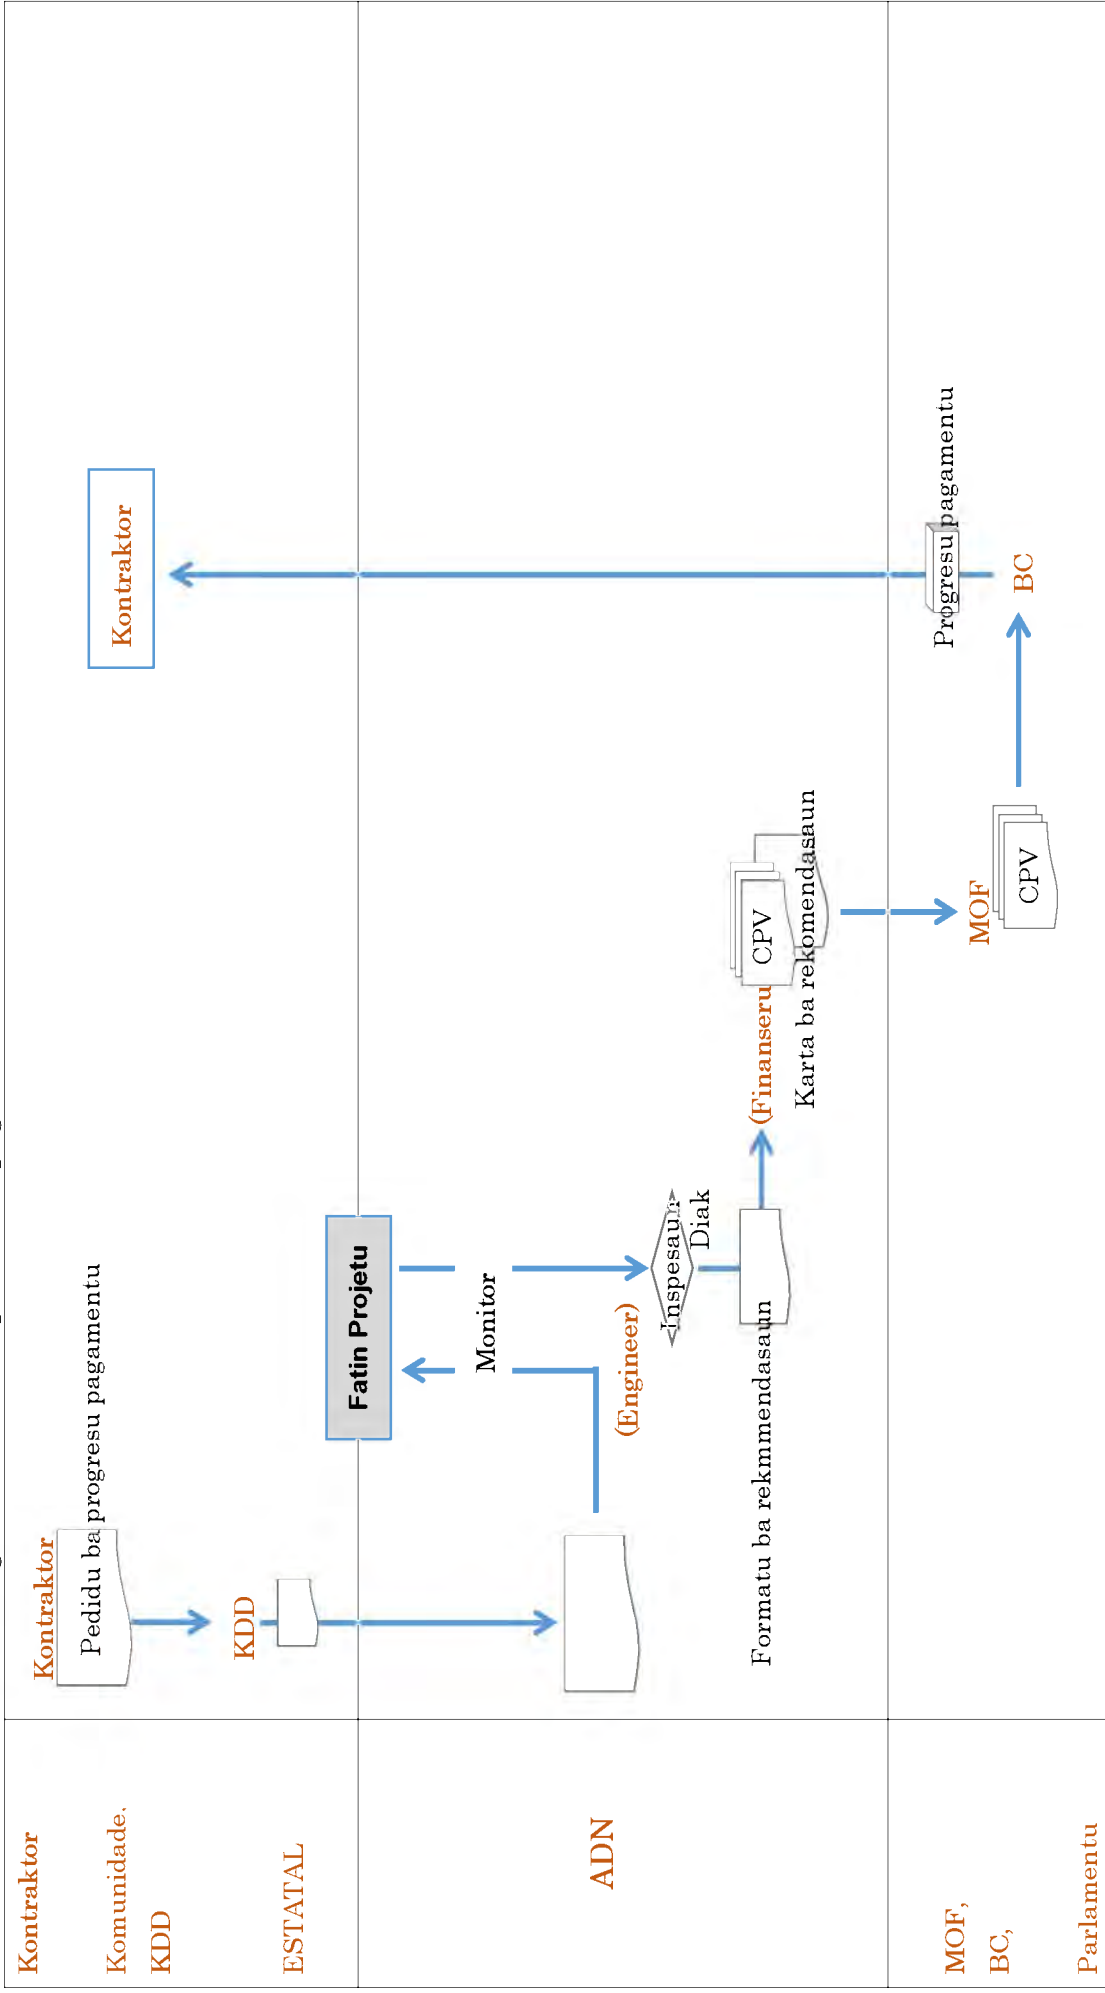 Kontraktor
Komunidade,
KDD
ESTATAL
Kontraktor
Pedidu ba progresu pagamentu
KDD
Kontraktor
ADN
Fatin Projetu
Monitor
(Engineer)
Inspesaun
Diak
Formatu ba rekmmendasaun
(Finanseru
CPV
Karta ba rekomendasaun
MOF,
BC,
Parlamentu
MOF
CPV
BC
Progresu pagamentu